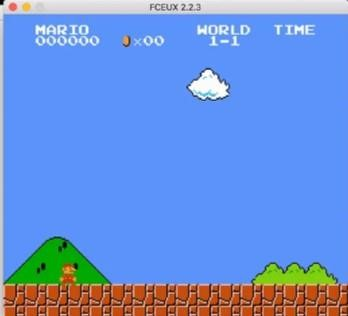 FCEUX 2.2.3
MARIO WORLD TIME
000000 ×00 1-1